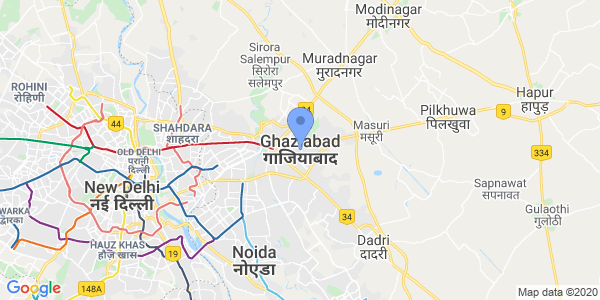 Modinagar
मोदीनगर
Sirora
Salempur
सिरोरा
सलेमपुर
Muradnagar
मुरादनगर
ROHINI
रोहिणी
Hapur
हापुड़
Pilkhuwa
पिलखुवा
9
44
SHAHDARA
शाहदरा
Masuri
मसूरी
Ghaziabad
गाजियाबाद
OLD DELHI
पुरानी
दिल्ली
334
New Delhi
नई दिल्ली
Sapnawat
सपनावत
Gulaothi
गुलोठी
WARKA
द्वारका
34
HAUZ KHAS
हौज खास
19
Noida
नोएडा
Dadri
दादरी
148A
Google
Map data ©2020